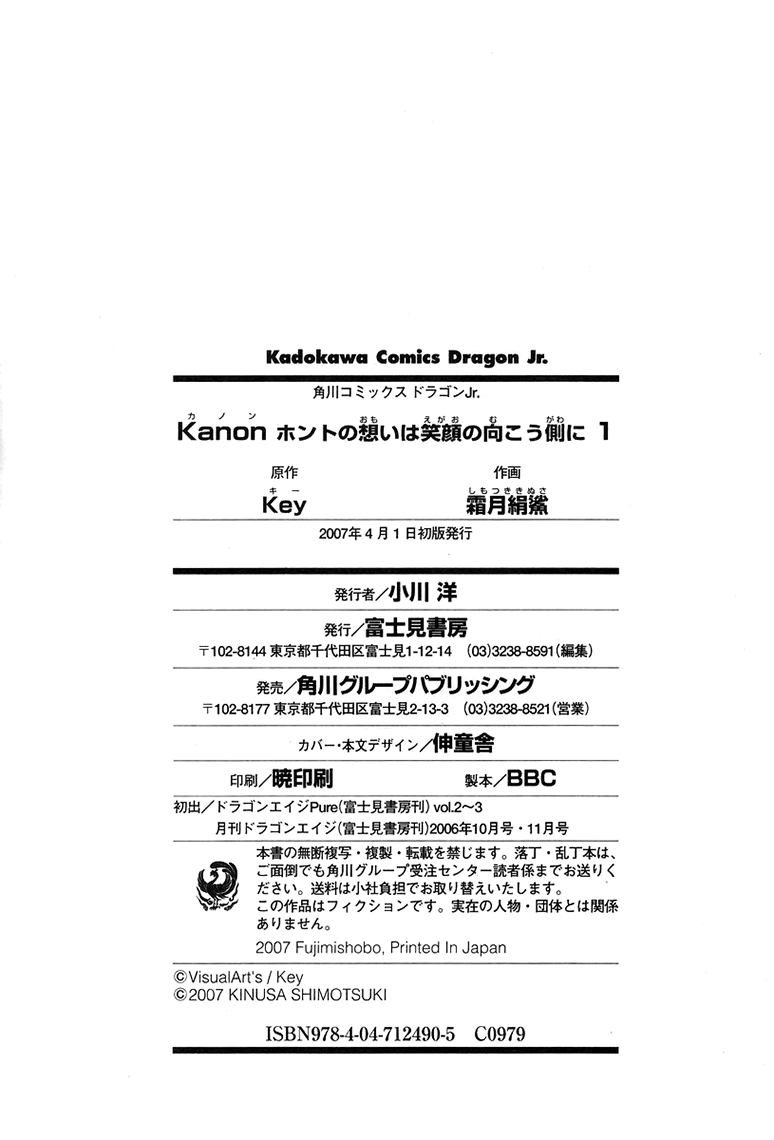 Kadokawa Comics Dragon Jr.
角川コミックス ドラゴンJr.
カノン おも えがお む がわ
Kanon ホントの想いは笑顔の向こう側に 1
原作 作画
キー しもつききぬさ
Key 霜月絹鯊
2007年4月1日初版発行
発行者/小川 洋
発行/富士見書房
〒102-8144 東京都千代田区富士見1-12-14 (03)3238-8591(編集)
発売/角川グループパブリッシング
〒102-8177 東京都千代田区富士見2-13-3 (03)3238-8521(営業)
カバー・本文デザイン/伸童舎
印刷/暁印刷 製本/BBC
初出/ドラゴンエイジPure(富士見書房刊) vol.2〜3
月刊ドラゴンエイジ(富士見書房刊)2006年10月号・11月号
本書の無断複写・複製・転載を禁じます。落丁・乱丁本は、
ご面倒でも角川グループ受注センター読者係までお送りく
ださい。送料は小社負担でお取り替えいたします。
この作品はフィクションです。実在の人物・団体とは関係
ありません。
2007 Fujimishobo, Printed In Japan
©VisualArt's / Key
©2007 KINUSA SHIMOTSUKI
ISBN978-4-04-712490-5 C0979